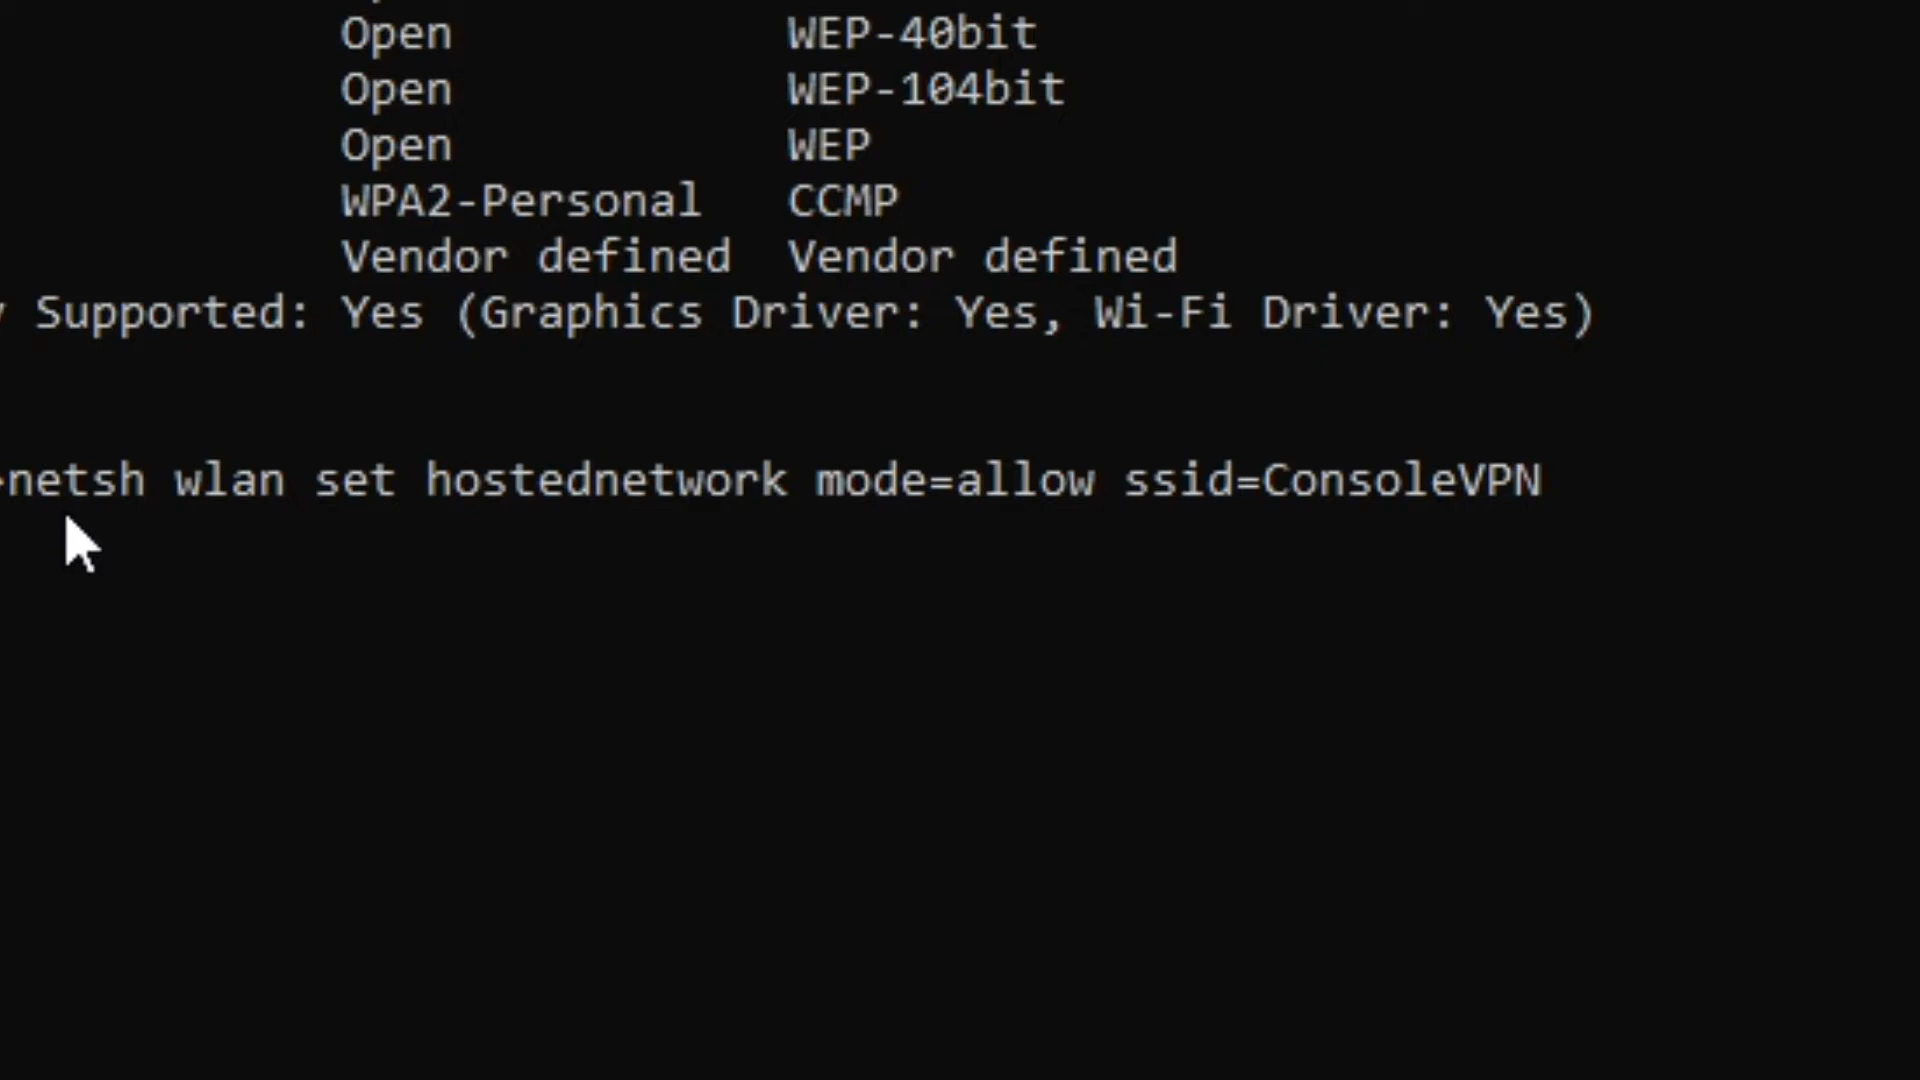 Open WEP-40bit
Open WEP-104bit
Open WEP
WPA2-Personal CCMP
Vendor defined Vendor defined
Supported: Yes (Graphics Driver: Yes, Wi-Fi Driver: Yes)
netsh wlan set hostednetwork mode=allow ssid=ConsoleVPN